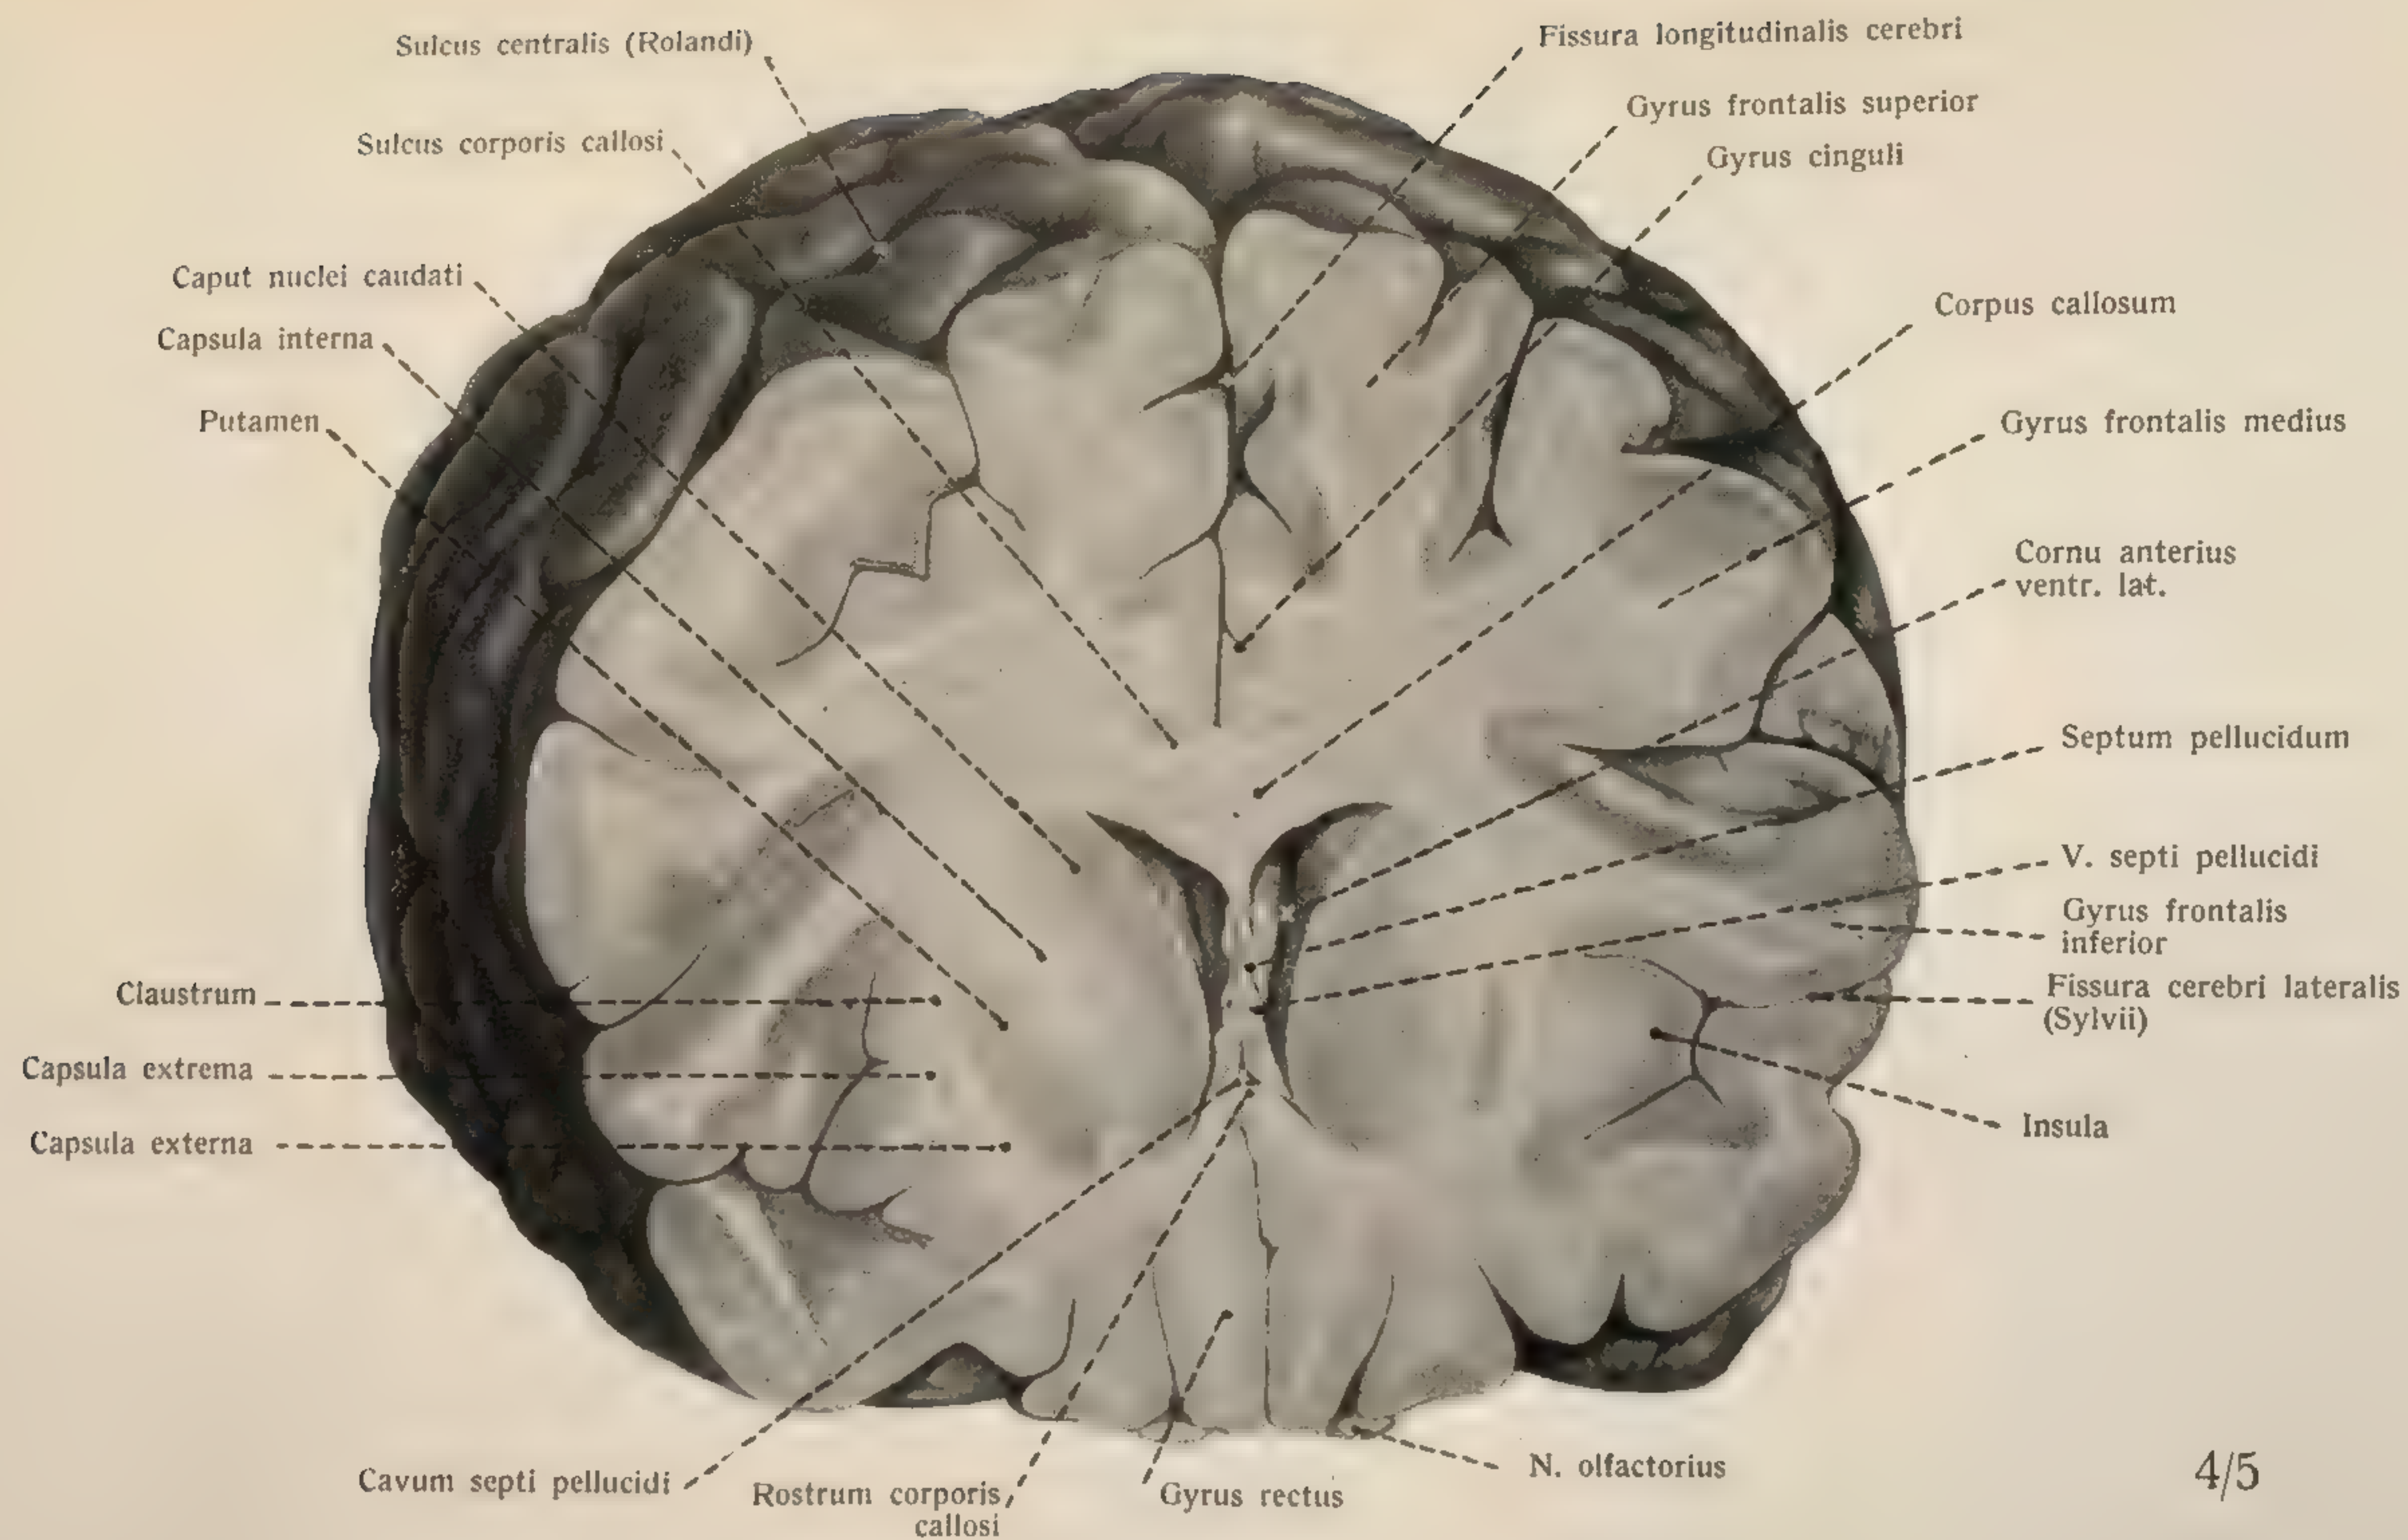 Sulcus centralis (Rolandi)
Sulcus corporis callosi
Caput nuclei caudati
Capsula interna
Putamen
Claustrum
Capsula extrema
Capsula externa
Cavum septi pellucidi
Rostrum corporis
callosi
Gyrus rectus
N. olfactorius
Fissura longitudinalis cerebri
Gyrus frontalis superior
Gyrus cinguli
Corpus callosum
Gyrus frontalis medius
Cornu anterius
ventr. lat.
Septum pellucidum
V. septi pellucidi
Gyrus frontalis
inferior
Fissura cerebri lateralis
(Sylvii)
Insula
4/5